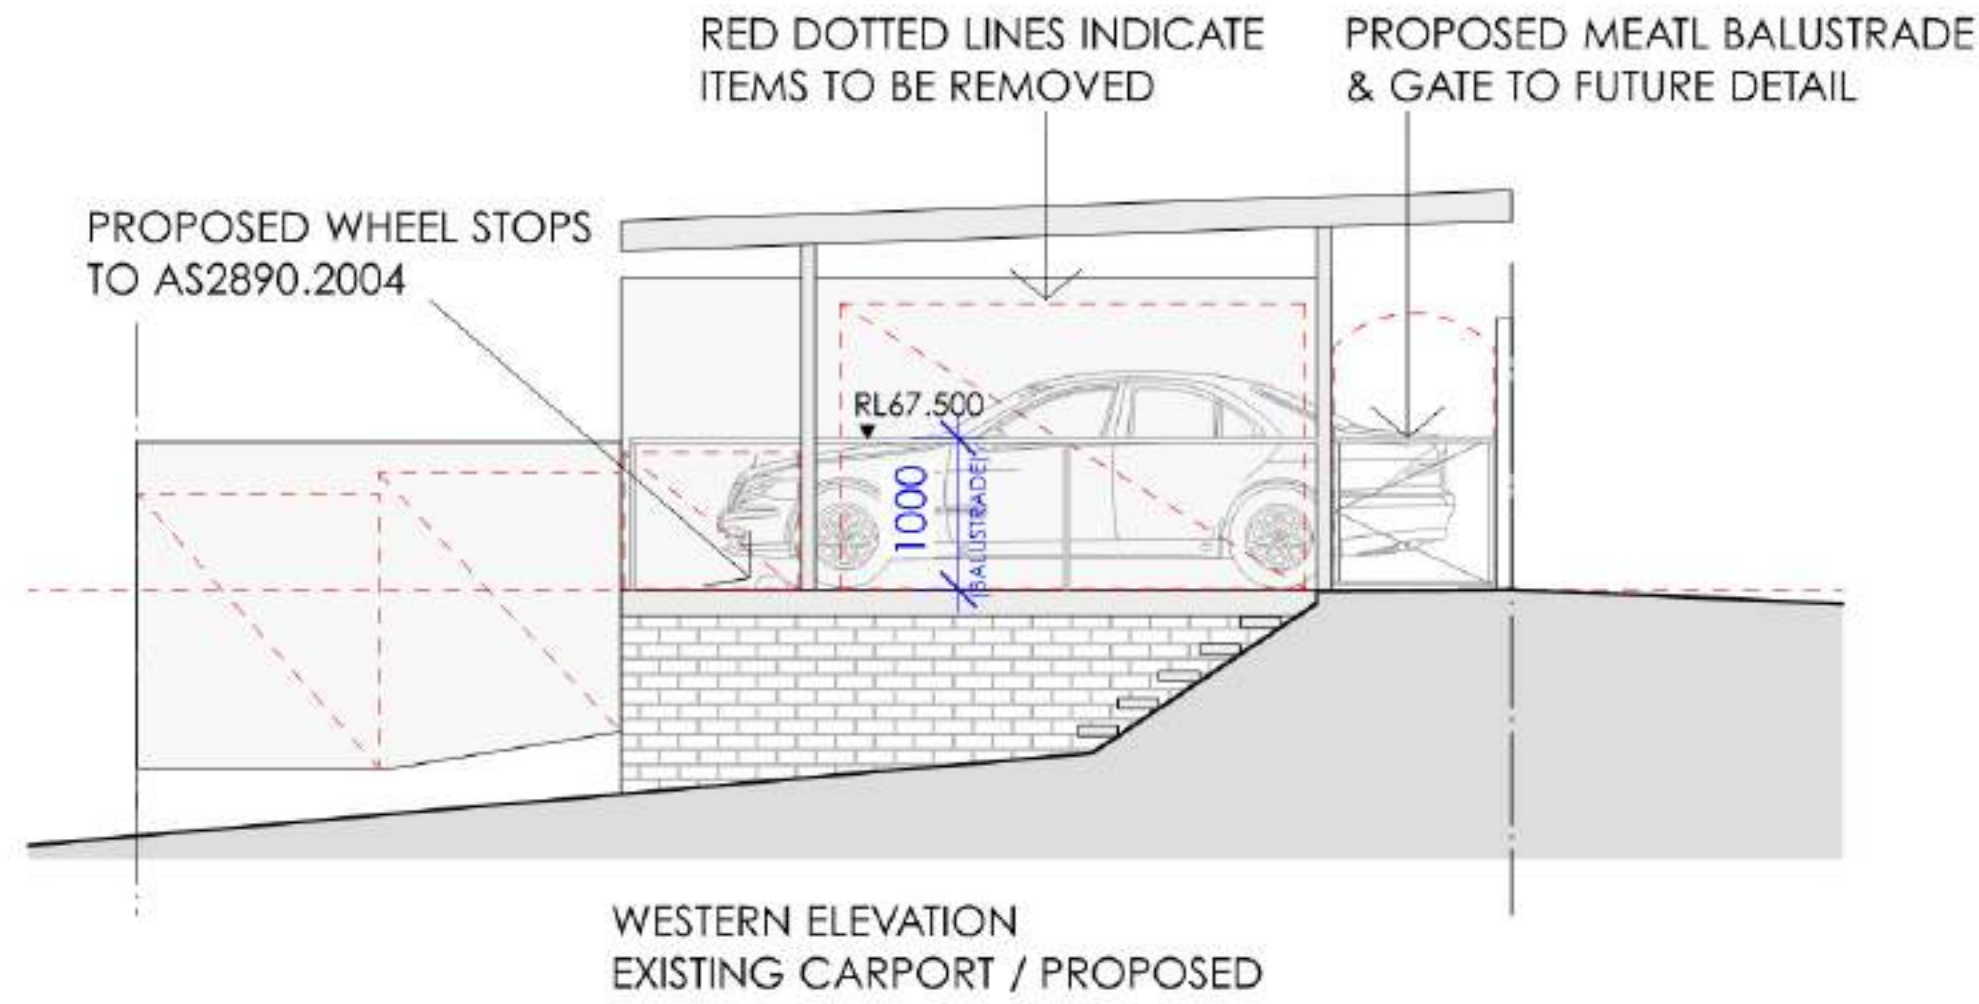 RED DOTTED LINES INDICATE
ITEMS TO BE REMOVED
PROPOSED MEATL BALUSTRADE
& GATE TO FUTURE DETAIL
PROPOSED WHEEL STOPS
TO AS2890.2004
RL67.500
1000
(BALUSTRADE)
WESTERN ELEVATION
EXISTING CARPORT / PROPOSED